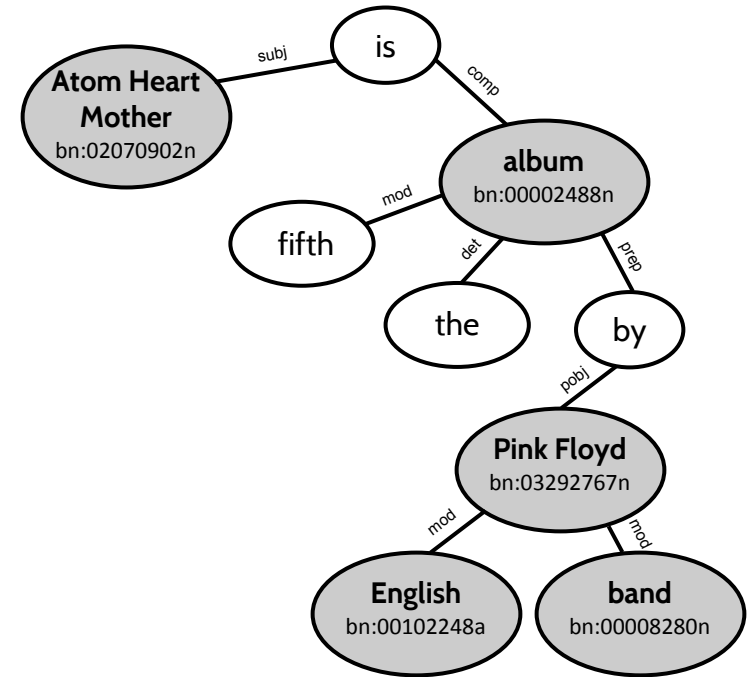 is
subj
Atom Heart
Mother
bn:02070902n
comp
album
bn:00002488n
mod
fifth
det
the
prep
by
pobj
Pink Floyd
bn:03292767n
mod
mod
English
bn:00102248a
band
bn:00008280n